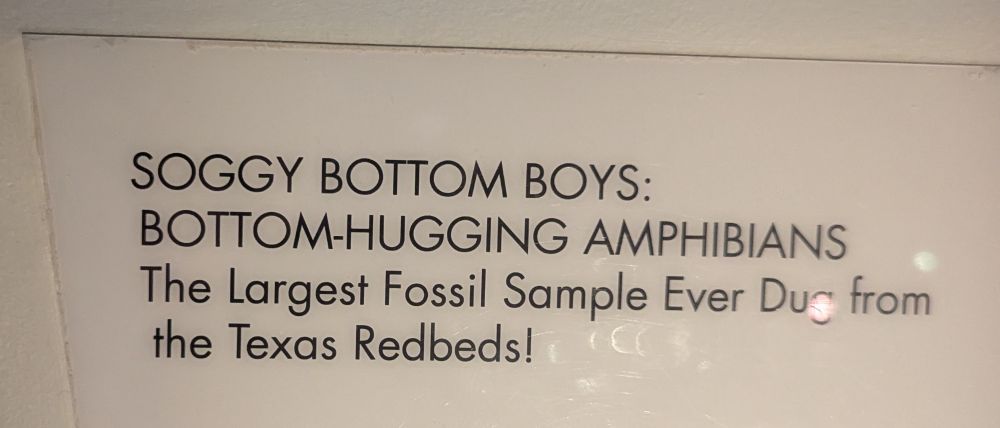 SOGGY BOTTOM BOYS:
BOTTOM-HUGGING AMPHIBIANS
The Largest Fossil Sample Ever Dug from
the Texas Redbeds!